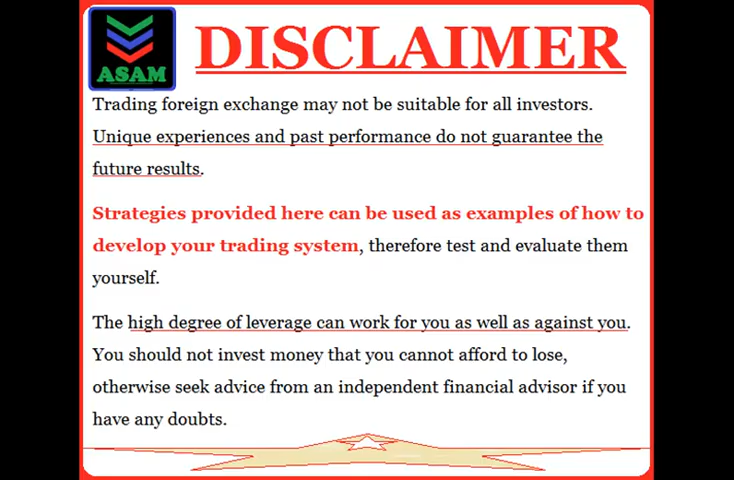 ASAM
DISCLAIMER
Trading foreign exchange may not be suitable for all investors.
Unique experiences and past performance do not guarantee the
future results.
Strategies provided here can be used as examples of how to
develop your trading system, therefore test and evaluate them
yourself.
The high degree of leverage can work for you as well as against you.
You should not invest money that you cannot afford to lose,
otherwise seek advice from an independent financial advisor if you
have any doubts.